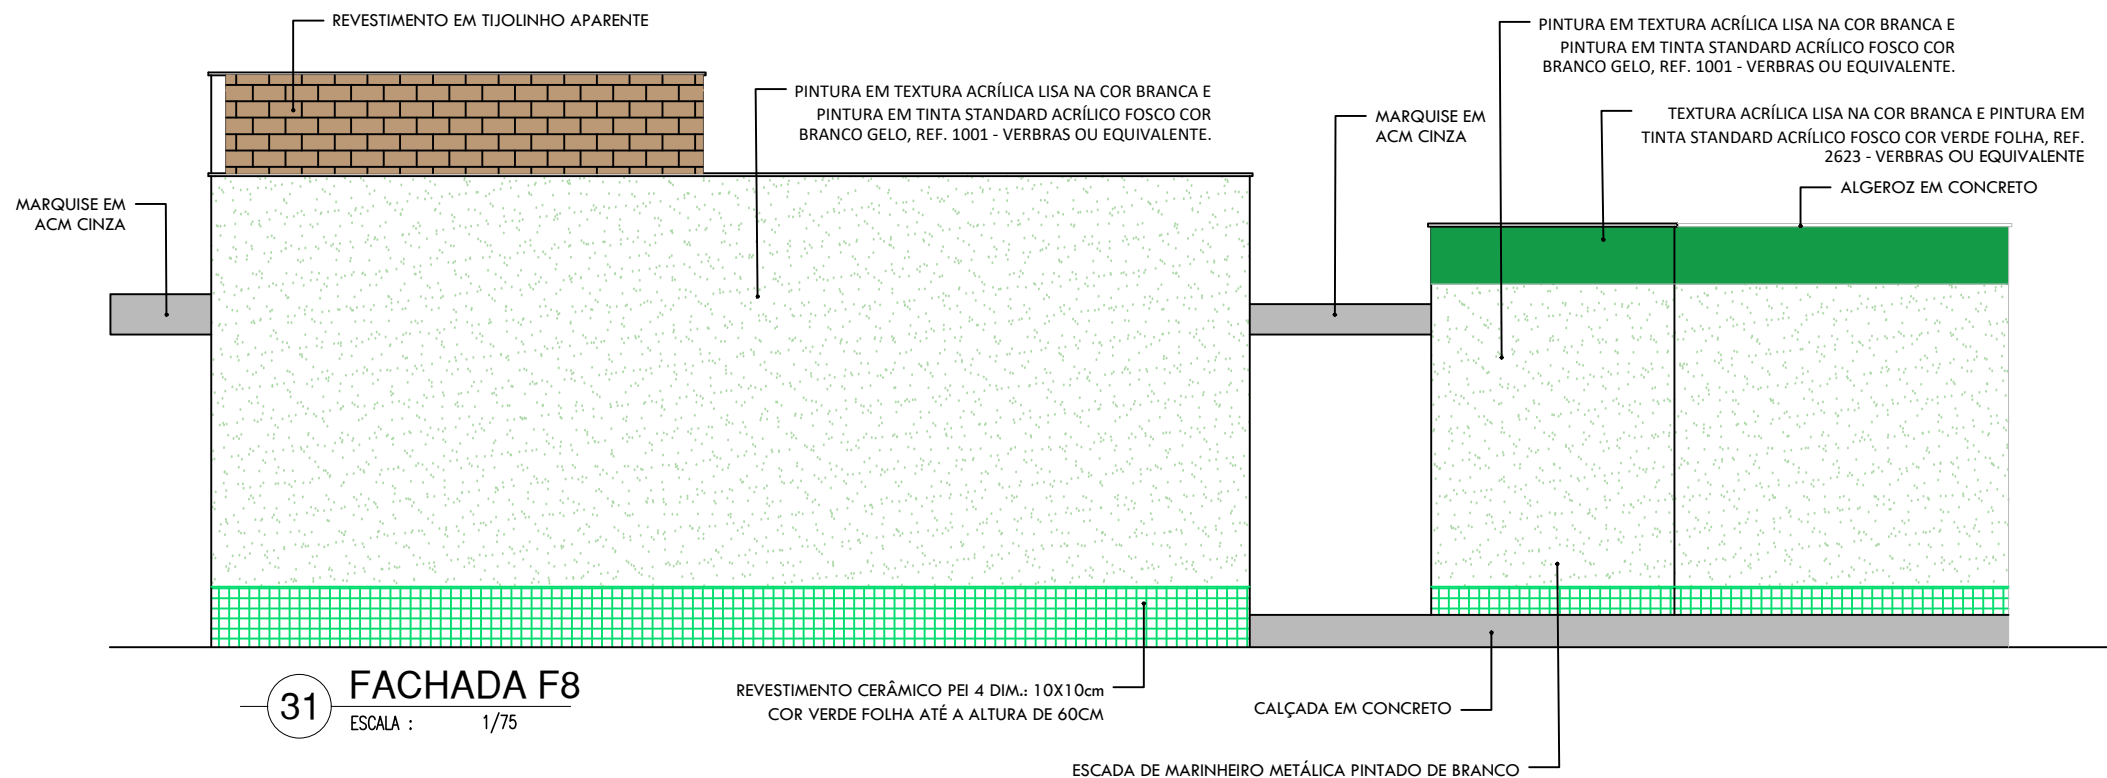 REVESTIMENTO EM TIJOLINHO APARENTE
PINTURA EM TEXTURA ACRÍLICA LISA NA COR BRANCA E
PINTURA EM TINTA STANDARD ACRÍLICO FOSCO COR
BRANCO GELO, REF. 1001 - VERBRAS OU EQUIVALENTE.
PINTURA EM TEXTURA ACRÍLICA LISA NA COR BRANCA E
PINTURA EM TINTA STANDARD ACRÍLICO FOSCO COR
BRANCO GELO, REF. 1001 - VERBRAS OU EQUIVALENTE.
MARQUISE EM
ACM CINZA
TEXTURA ACRÍLICA LISA NA COR BRANCA E PINTURA EM
TINTA STANDARD ACRÍLICO FOSCO COR VERDE FOLHA, REF.
2623 - VERBRAS OU EQUIVALENTE
ALGEROZ EM CONCRETO
MARQUISE EM
ACM CINZA
31
FACHADA F8
ESCALA : 1/75
REVESTIMENTO CERÂMICO PEI 4 DIM.: 10X10cm
COR VERDE FOLHA ATÉ A ALTURA DE 60CM
CALÇADA EM CONCRETO
ESCADA DE MARINHEIRO METÁLICA PINTADO DE BRANCO